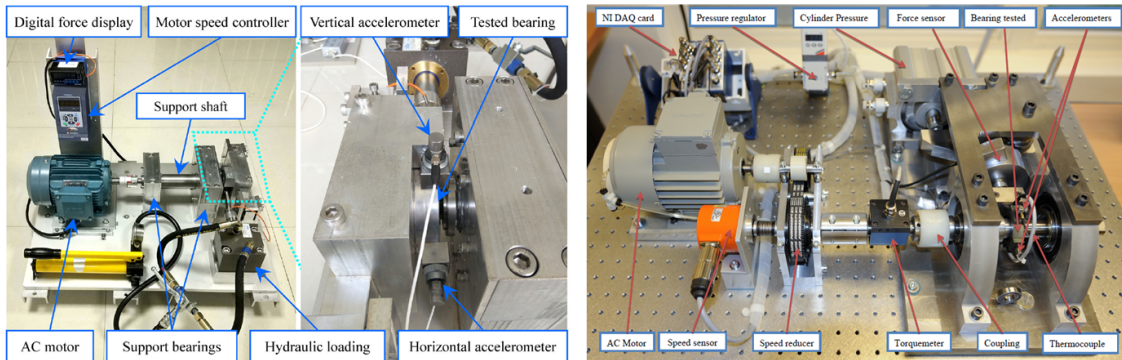 Digital force display
Motor speed controller
Vertical accelerometer
Tested bearing
Support shaft
AC motor
Support bearings
Hydraulic loading
Horizontal accelerometer
NI DAQ card
Pressure regulator
Cylinder Pressure
Force sensor
Bearing tested
Accelerometers
AC Motor
Speed sensor
Speed reducer
Torquemeter
Coupling
Thermocouple